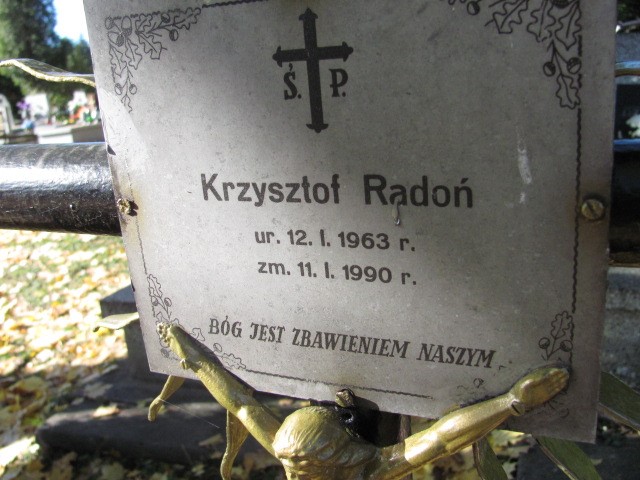 Ś. P.
Krzysztof Radoń
ur. 12. I. 1963 r.
zm. 11. I. 1990 r.
BÓG JEST ZBAWIENIEM NASZYM